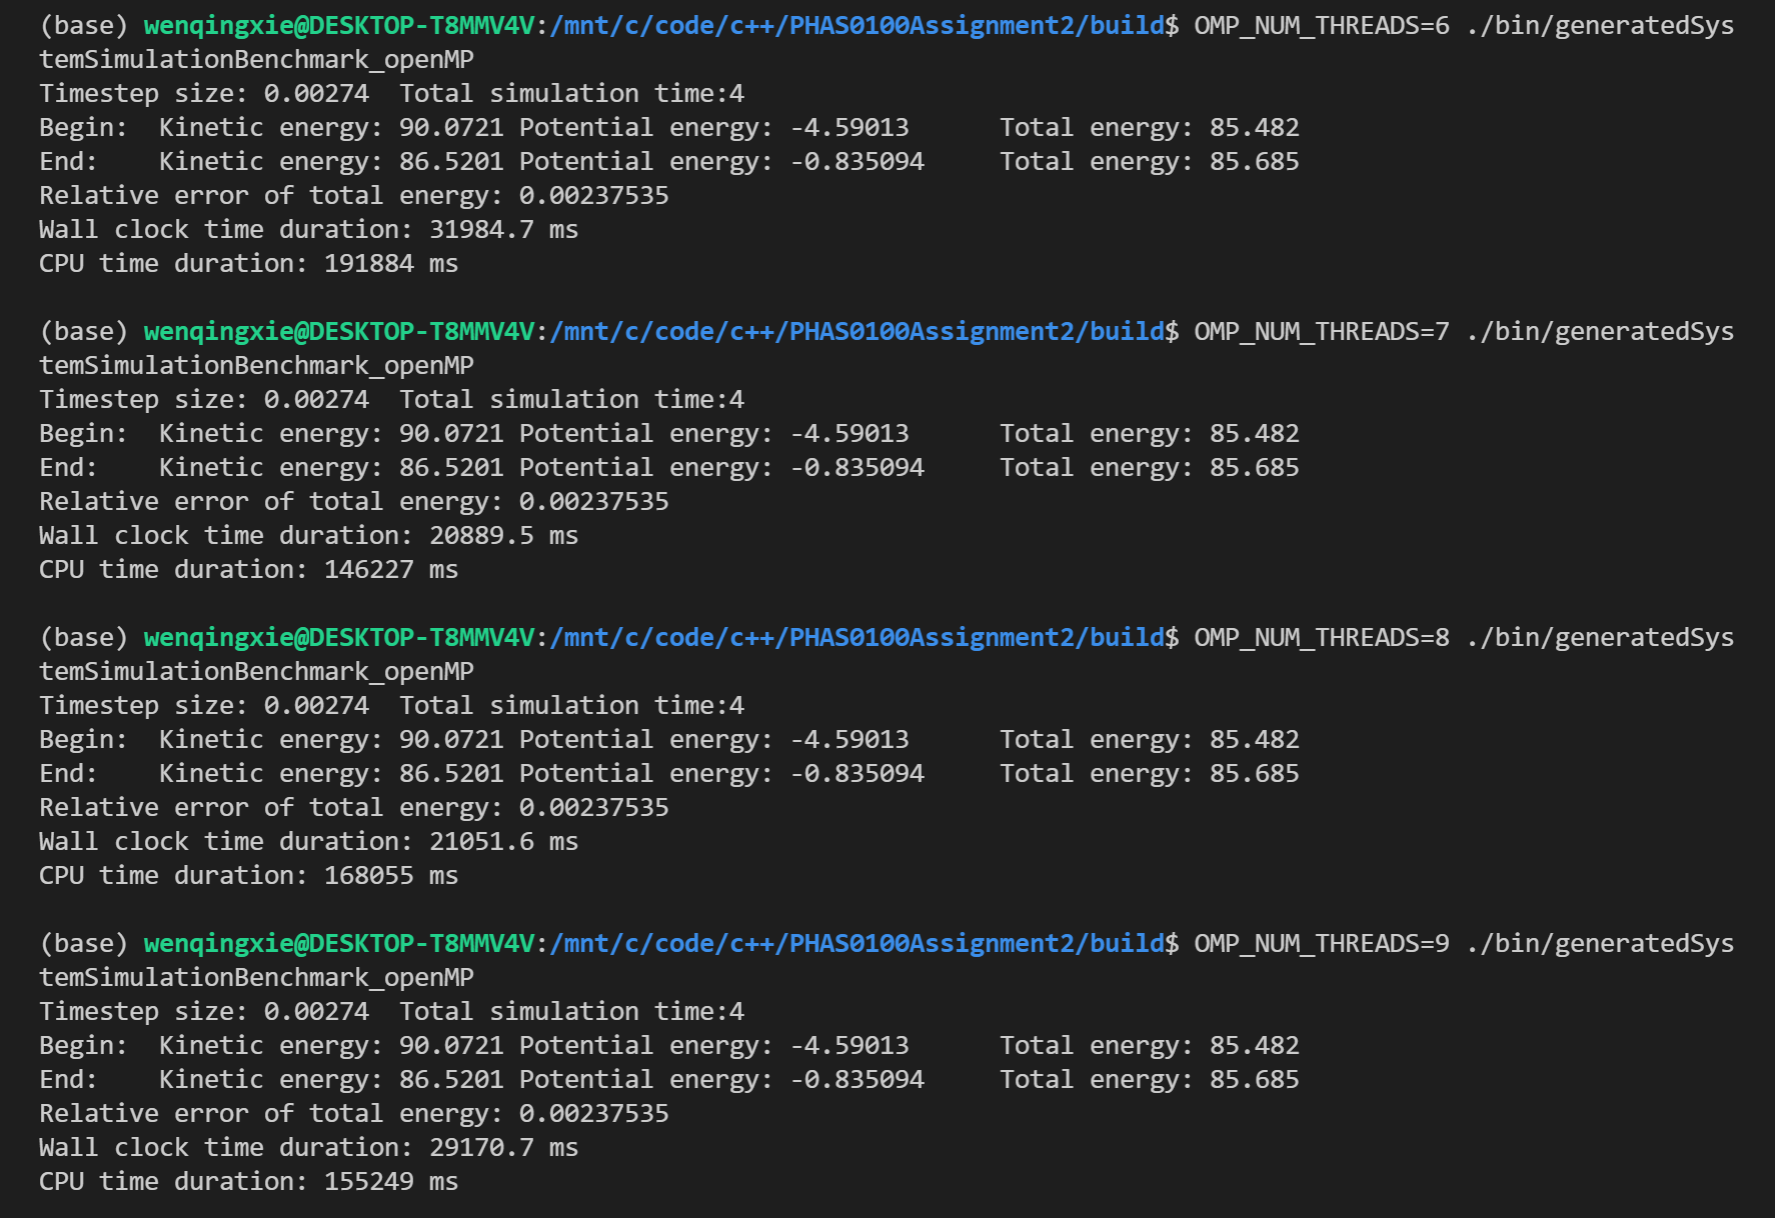 (base) wenqingxie@DESKTOP-T8MMV4V:/mnt/c/code/c++/PHAS0100Assignment2/build$ OMP_NUM_THREADS=6 ./bin/generatedSys
temSimulationBenchmark_openMP
Timestep size: 0.00274  Total simulation time:4
Begin:  Kinetic energy: 90.0721 Potential energy: -4.59013      Total energy: 85.482
End:    Kinetic energy: 86.5201 Potential energy: -0.835094     Total energy: 85.685
Relative error of total energy: 0.00237535
Wall clock time duration: 31984.7 ms
CPU time duration: 191884 ms
(base) wenqingxie@DESKTOP-T8MMV4V:/mnt/c/code/c++/PHAS0100Assignment2/build$ OMP_NUM_THREADS=7 ./bin/generatedSys
temSimulationBenchmark_openMP
Timestep size: 0.00274  Total simulation time:4
Begin:  Kinetic energy: 90.0721 Potential energy: -4.59013      Total energy: 85.482
End:    Kinetic energy: 86.5201 Potential energy: -0.835094     Total energy: 85.685
Relative error of total energy: 0.00237535
Wall clock time duration: 20889.5 ms
CPU time duration: 146227 ms
(base) wenqingxie@DESKTOP-T8MMV4V:/mnt/c/code/c++/PHAS0100Assignment2/build$ OMP_NUM_THREADS=8 ./bin/generatedSys
temSimulationBenchmark_openMP
Timestep size: 0.00274  Total simulation time:4
Begin:  Kinetic energy: 90.0721 Potential energy: -4.59013      Total energy: 85.482
End:    Kinetic energy: 86.5201 Potential energy: -0.835094     Total energy: 85.685
Relative error of total energy: 0.00237535
Wall clock time duration: 21051.6 ms
CPU time duration: 168055 ms
(base) wenqingxie@DESKTOP-T8MMV4V:/mnt/c/code/c++/PHAS0100Assignment2/build$ OMP_NUM_THREADS=9 ./bin/generatedSys
temSimulationBenchmark_openMP
Timestep size: 0.00274  Total simulation time:4
Begin:  Kinetic energy: 90.0721 Potential energy: -4.59013      Total energy: 85.482
End:    Kinetic energy: 86.5201 Potential energy: -0.835094     Total energy: 85.685
Relative error of total energy: 0.00237535
Wall clock time duration: 29170.7 ms
CPU time duration: 155249 ms